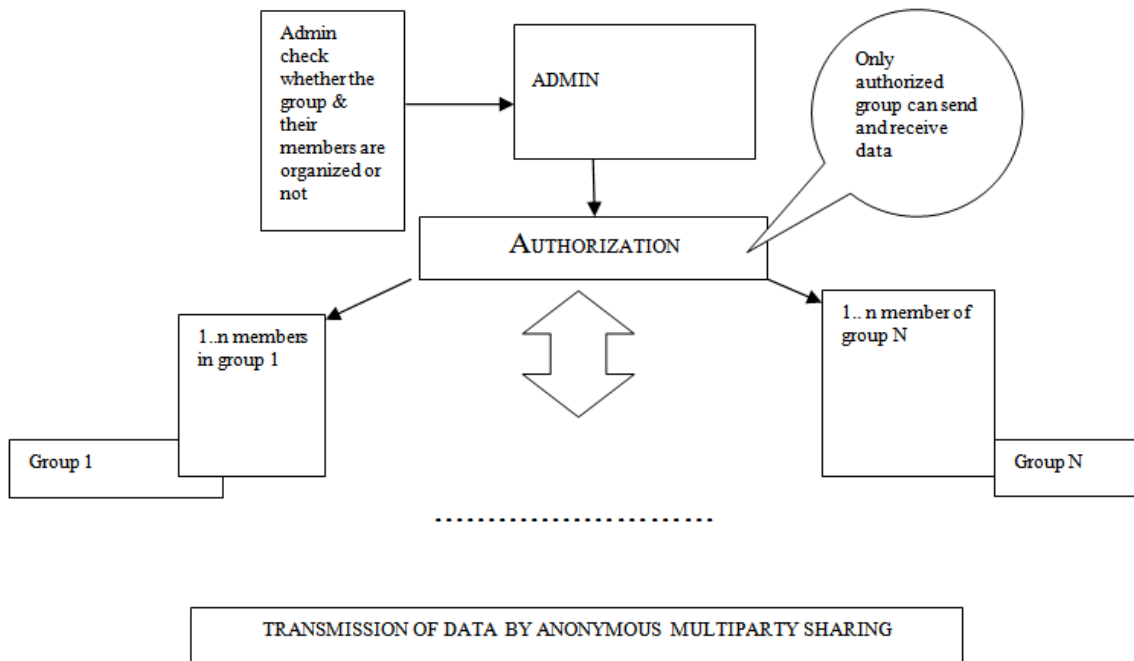 Admin
check
whether the
group &
their
members are
organized or
not
ADMIN
Only
authorized
group can send
and receive
data
AUTHORIZATION
1..n members
in group 1
1.. n member of
group N
Group 1
Group N
TRANSMISSION OF DATA BY ANONYMOUS MULTIPARTY SHARING